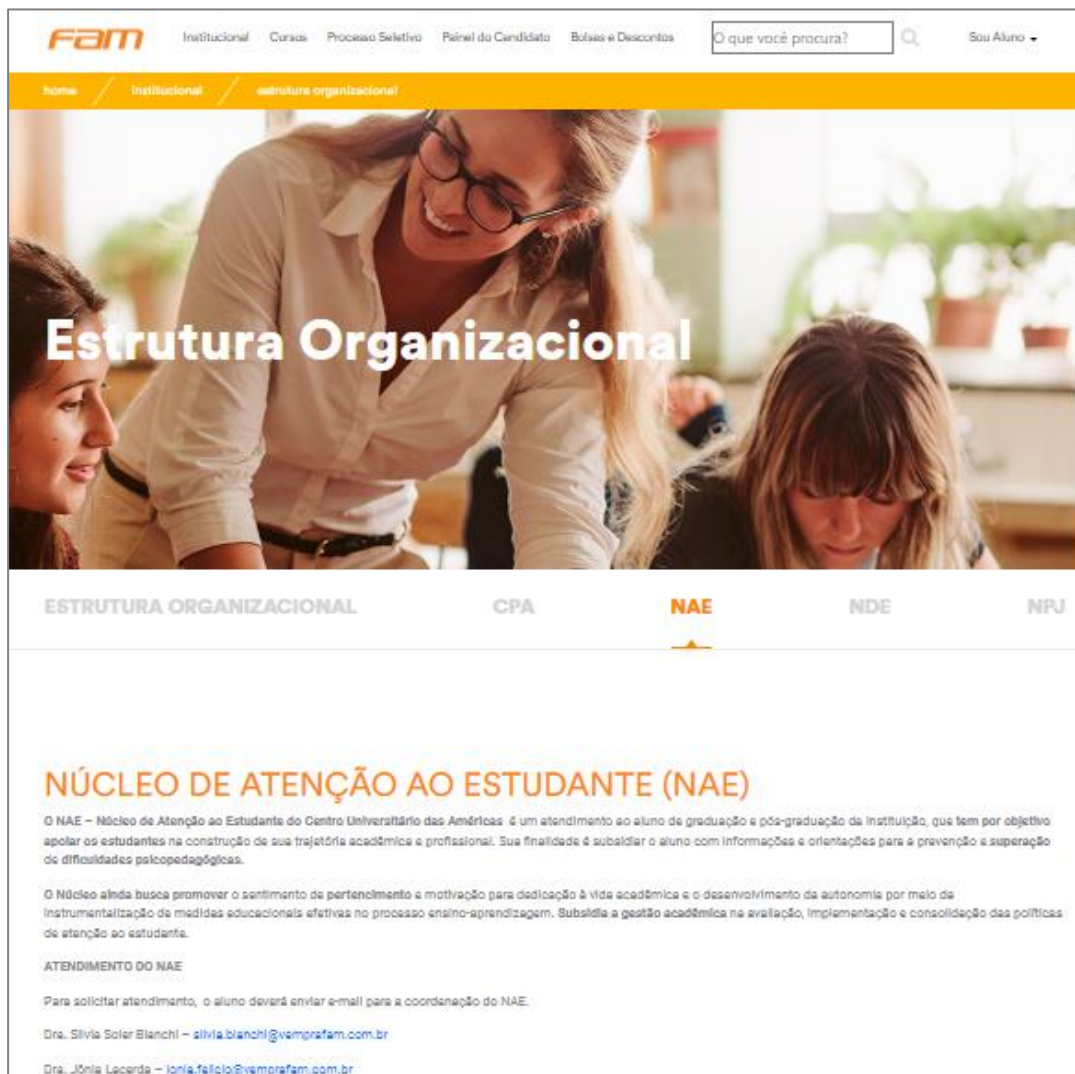 Fam Institucional Cursos Processo Seletivo Painel do Candidato Bolsas e Descontos O que você procura? Sou Aluno
home / institucional / estrutura organizacional
Estrutura Organizacional
ESTRUTURA ORGANIZACIONAL CPA NAE NDE NPJ
NÚCLEO DE ATENÇÃO AO ESTUDANTE (NAE)
O NAE – Núcleo de Atenção ao Estudante do Centro Universitário das Américas é um atendimento ao aluno de graduação e pós-graduação da instituição, que tem por objetivo
apoiar os estudantes na construção de sua trajetória acadêmica e profissional. Sua finalidade é subsidiar o aluno com informações e orientações para a prevenção e superação
de dificuldades psicopedagógicas.
O Núcleo ainda busca promover o sentimento de pertencimento e motivação para dedicação à vida acadêmica e o desenvolvimento da autonomia por meio da
instrumentalização de medidas educacionais efetivas no processo ensino-aprendizagem. Subsidia a gestão acadêmica na avaliação, implementação e consolidação das políticas
de atenção ao estudante.
ATENDIMENTO DO NAE
Para solicitar atendimento, o aluno deverá enviar e-mail para a coordenação do NAE.
Dra. Silvia Soler Bianchi – silvia.bianchi@vemprafam.com.br
Dra. Jônia Lacerda – jonia.felicio@vemprafam.com.br